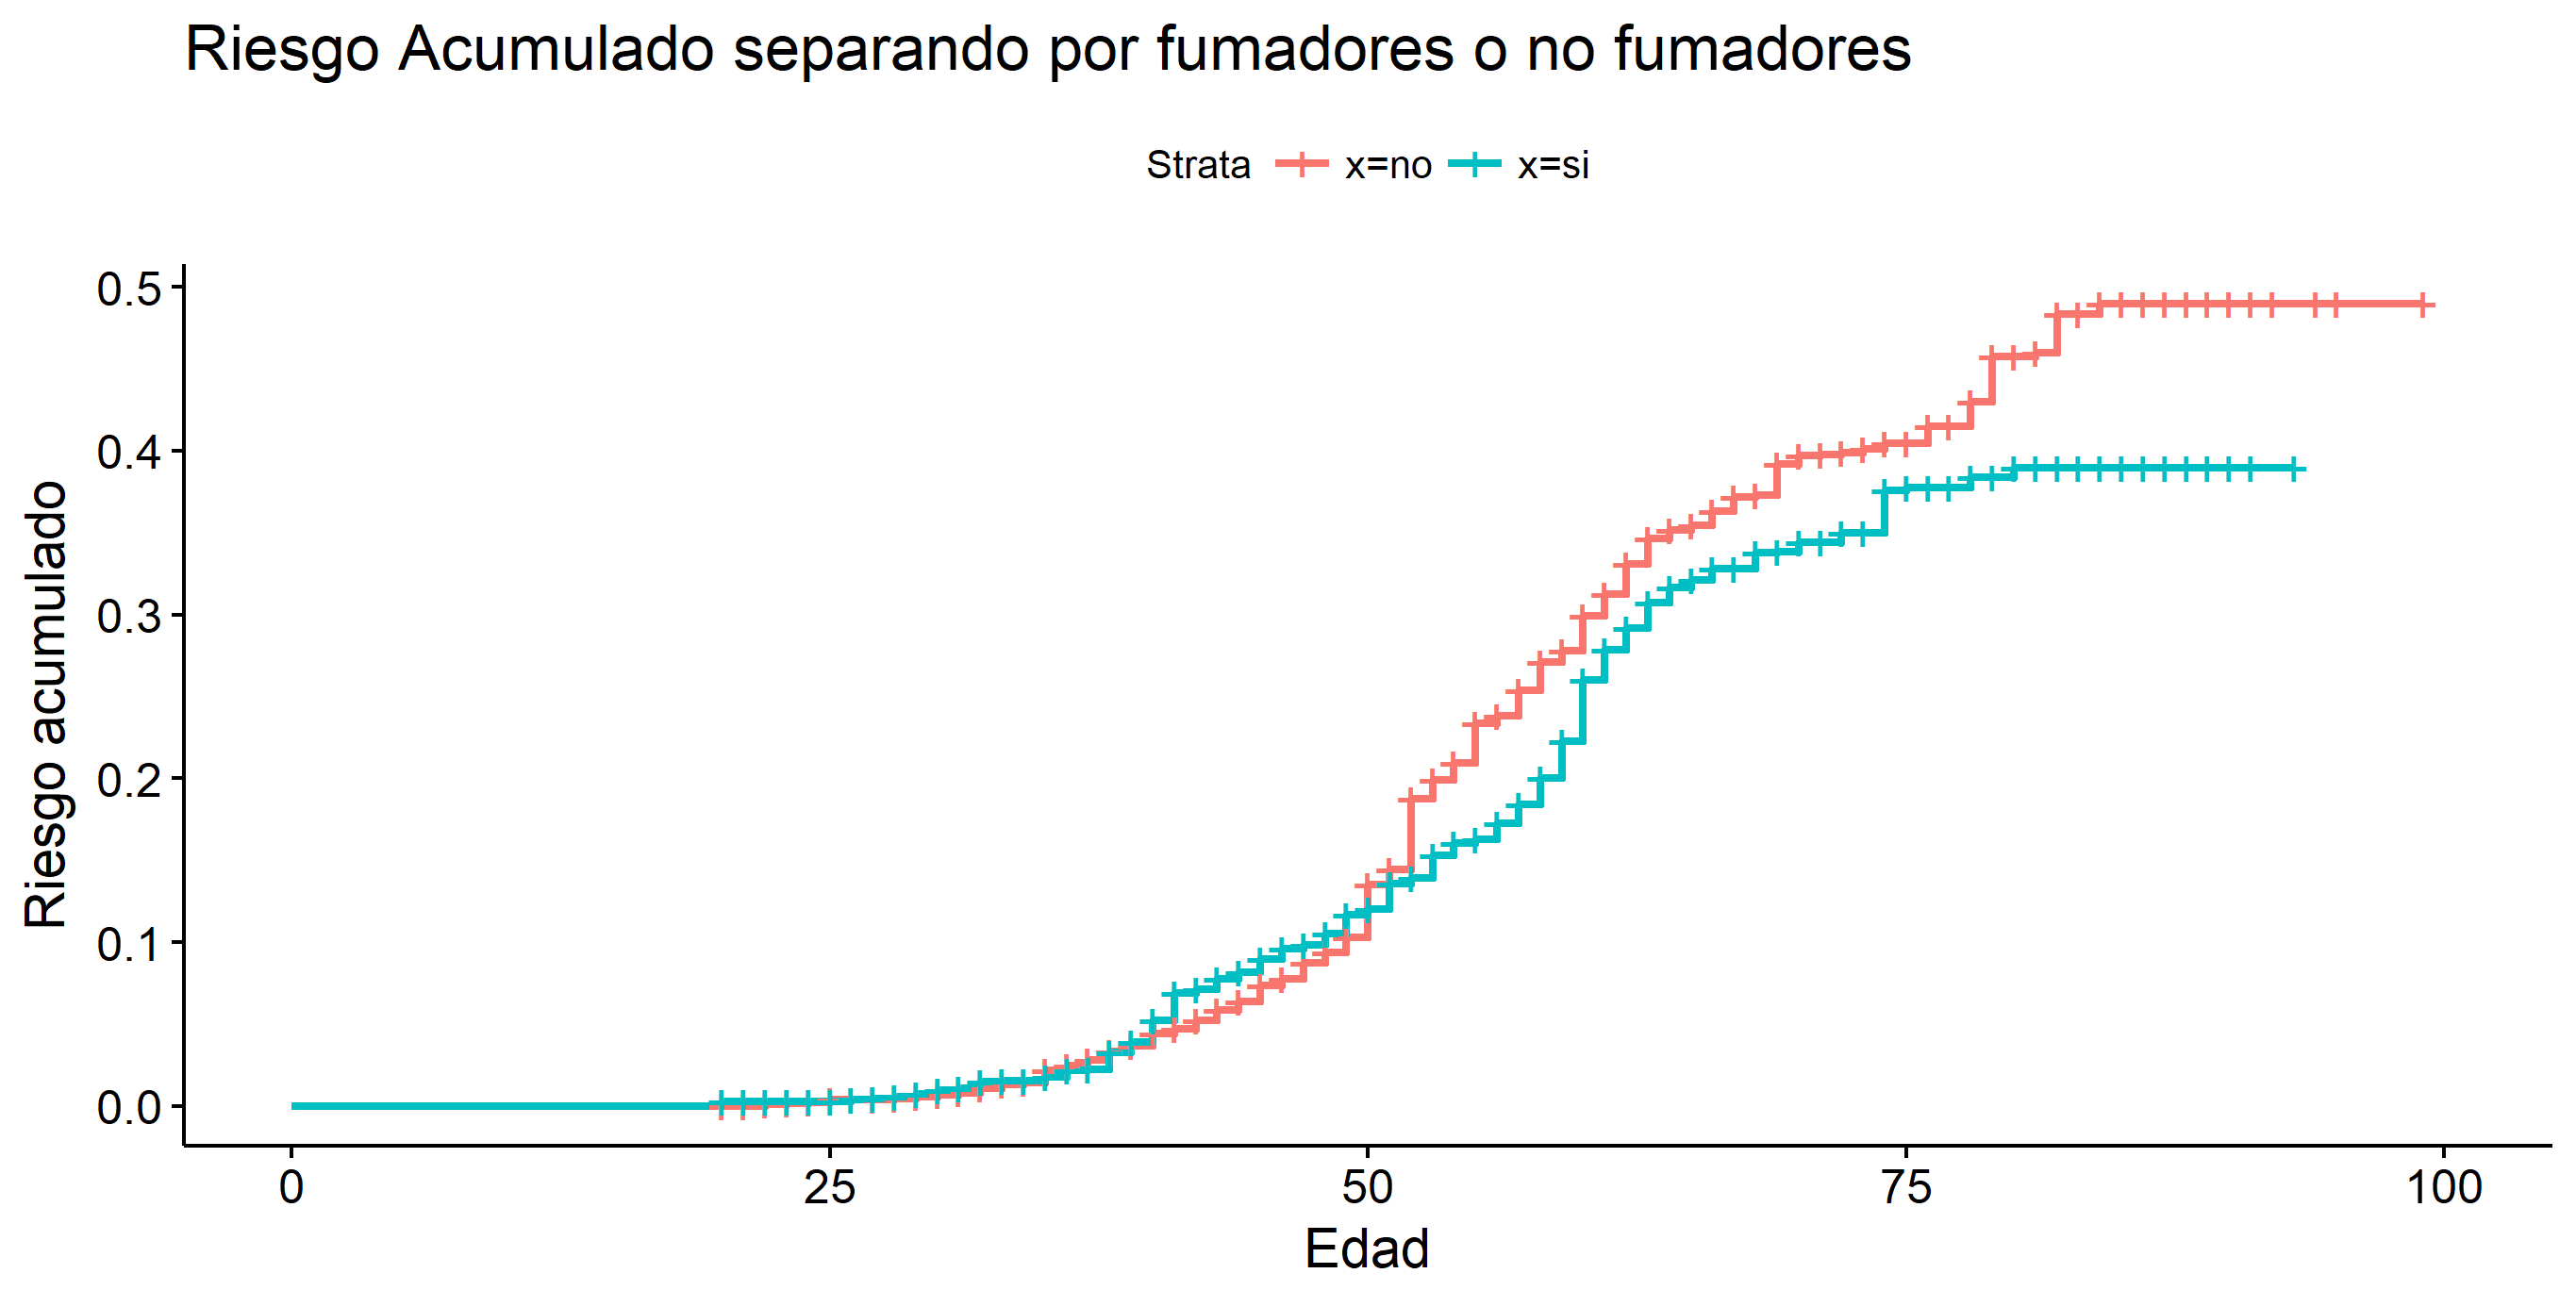 Riesgo Acumulado separando por fumadores o no fumadores
Strata x=no x=si
Riesgo acumulado
0.5
0.4
0.3
0.2
0.1
0.0
0 25 50 75 100
Edad